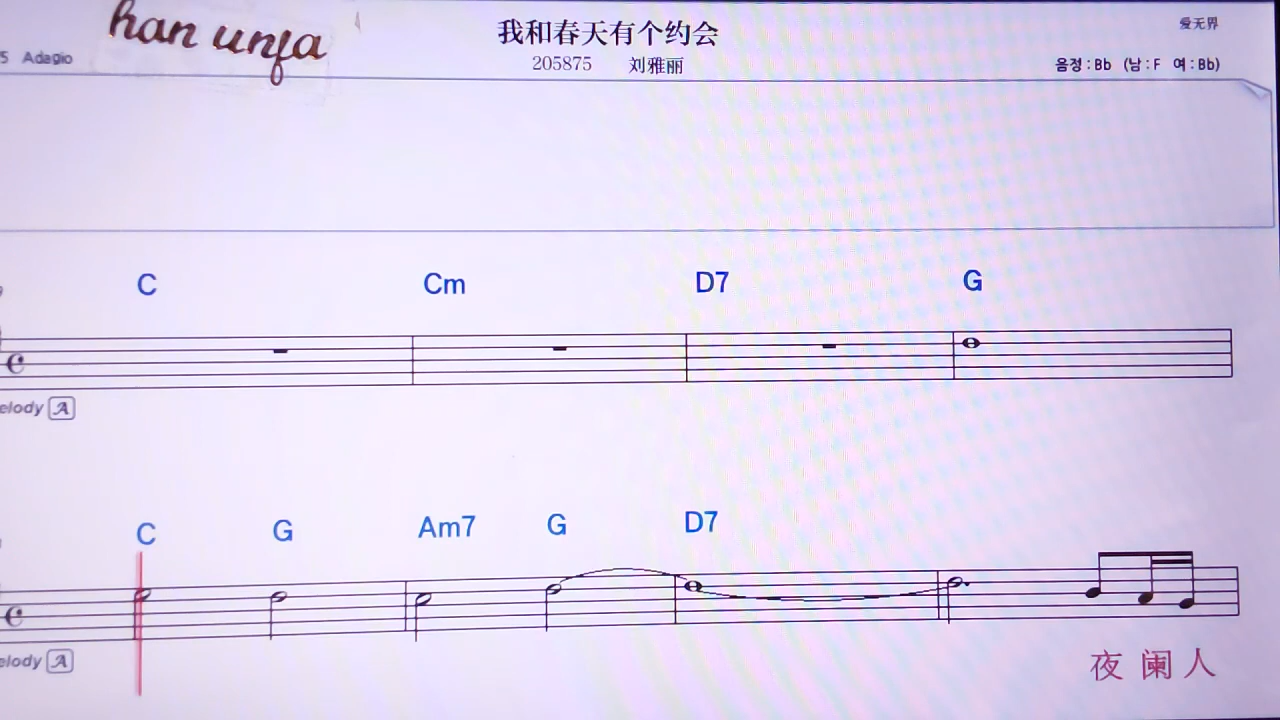 han unja
我和春天有个约会
爱无界
5 Adagio
205875 刘雅丽
음정 : Bb (남 : F 여 : Bb)
C Cm D7 G
elody A
C G Am7 G D7
elody A
夜 阑 人